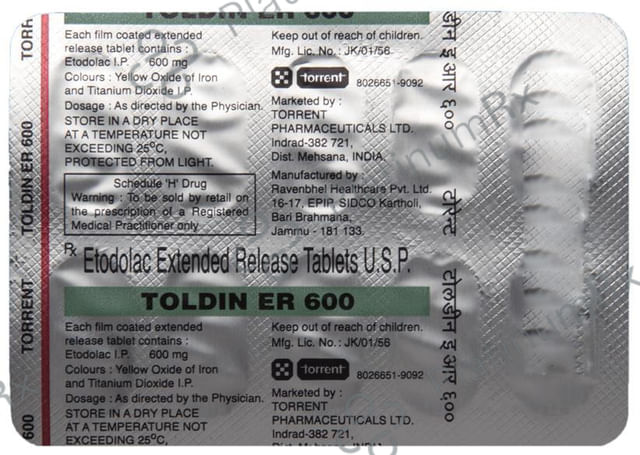 TOLDIN ER 600
Each film coated extended
release tablet contains :
Etodolac I.P. 600 mg
Colours : Yellow Oxide of Iron
and Titanium Dioxide I.P.
Dosage : As directed by the Physician.
STORE IN A DRY PLACE
AT A TEMPERATURE NOT
EXCEEDING 25°C,
PROTECTED FROM LIGHT.
Schedule 'H' Drug
Warning : To be sold by retail on
the prescription of a Registered
Medical Practitioner only
Keep out of reach of children.
Mfg. Lic. No. : JK/01/56
torrent
8026651-9092
Marketed by :
TORRENT
PHARMACEUTICALS LTD.
Indrad-382 721,
Dist. Mehsana, INDIA.
Manufactured by :
Ravenbhel Healthcare Pvt. Ltd.
16-17, EPIP, SIDCO Kartholi,
Bari Brahmana,
Jammu - 181 133.
Rx Etodolac Extended Release Tablets U.S.P.
TOLDIN ER 600
Each film coated extended
release tablet contains :
Etodolac I.P. 600 mg
Colours : Yellow Oxide of Iron
and Titanium Dioxide I.P.
Dosage : As directed by the Physician.
STORE IN A DRY PLACE
AT A TEMPERATURE NOT
EXCEEDING 25°C,
Keep out of reach of children.
Mfg. Lic. No. : JK/01/56
torrent
8026651-9092
Marketed by :
TORRENT
PHARMACEUTICALS LTD.
Indrad-382 721,
TORRENT
TOLDIN ER 600
TORR
600
टोलडीन इ आर ६००
टोरेंट
इ आर ६००